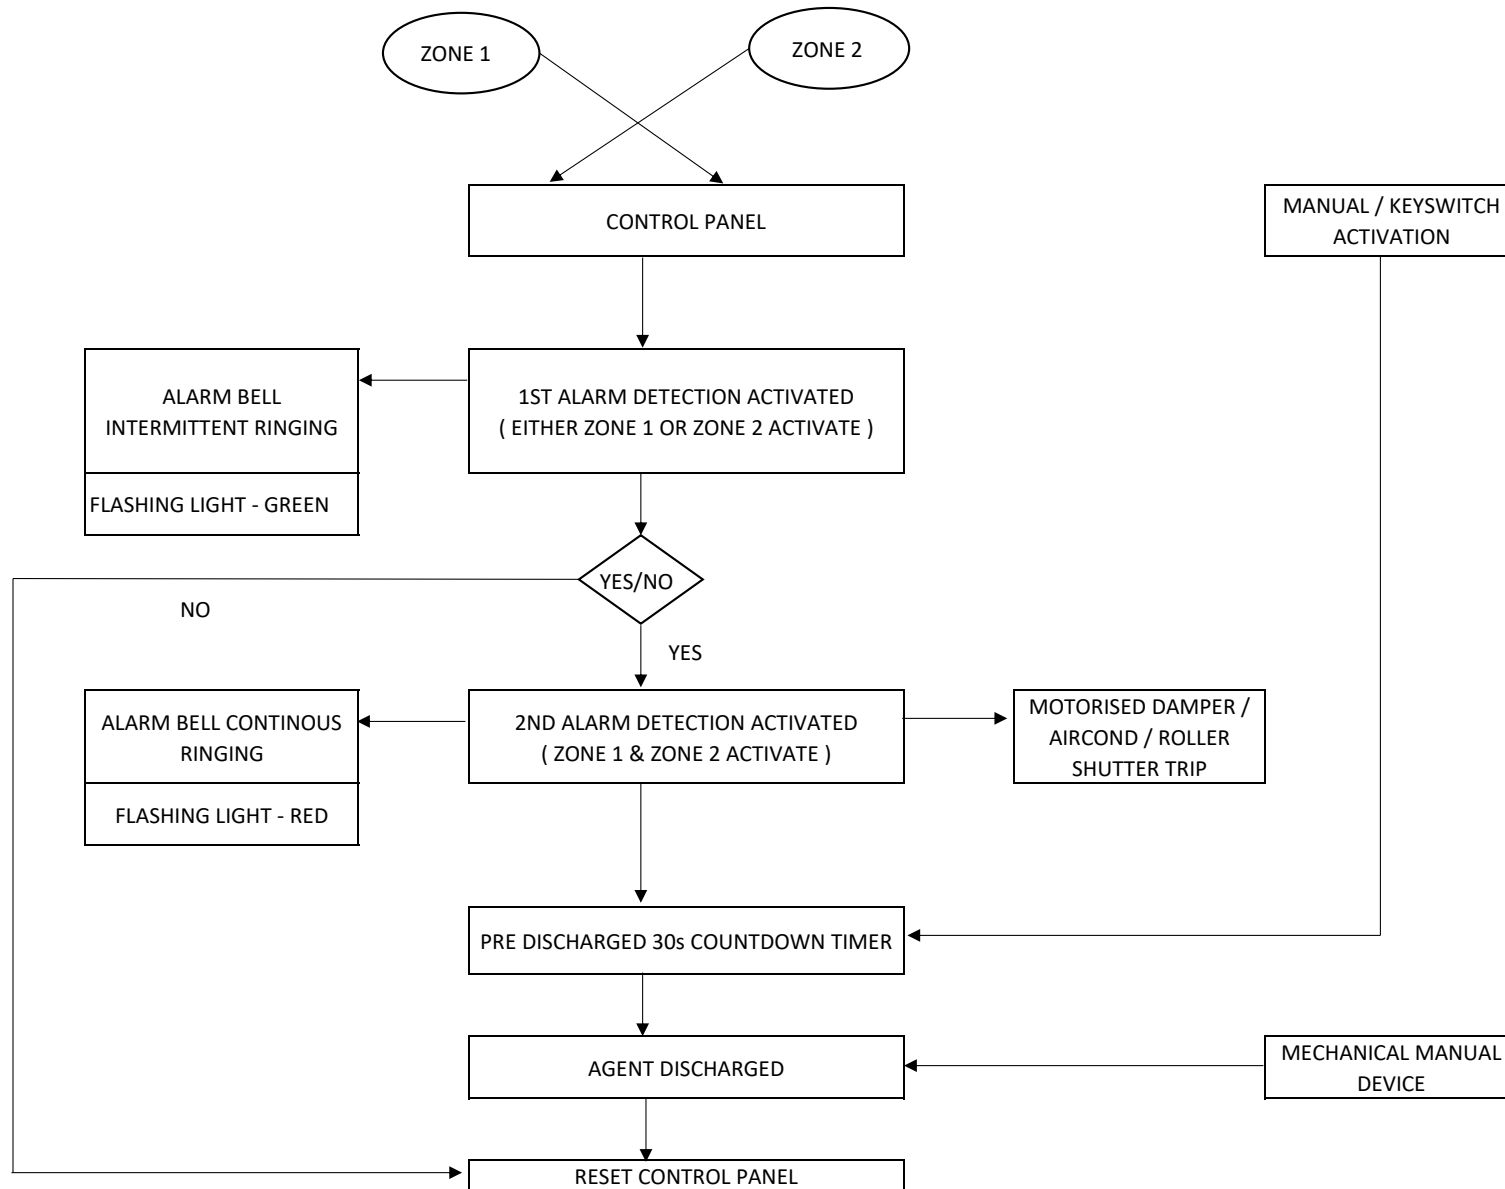 ZONE 1
ZONE 2
CONTROL PANEL
MANUAL / KEYSWITCH
ACTIVATION
ALARM BELL
INTERMITTENT RINGING
1ST ALARM DETECTION ACTIVATED
( EITHER ZONE 1 OR ZONE 2 ACTIVATE )
FLASHING LIGHT - GREEN
YES/NO
NO
YES
ALARM BELL CONTINOUS
RINGING
2ND ALARM DETECTION ACTIVATED
( ZONE 1 & ZONE 2 ACTIVATE )
MOTORISED DAMPER /
AIRCOND / ROLLER
SHUTTER TRIP
FLASHING LIGHT - RED
PRE DISCHARGED 30s COUNTDOWN TIMER
AGENT DISCHARGED
MECHANICAL MANUAL
DEVICE
RESET CONTROL PANEL